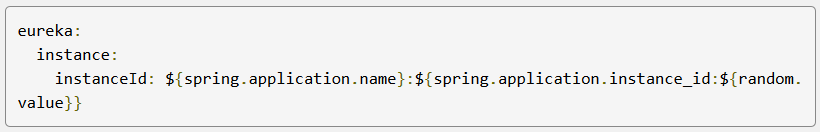 eureka:
  instance:
    instanceId: ${spring.application.name}:${spring.application.instance_id:${random.
value}}